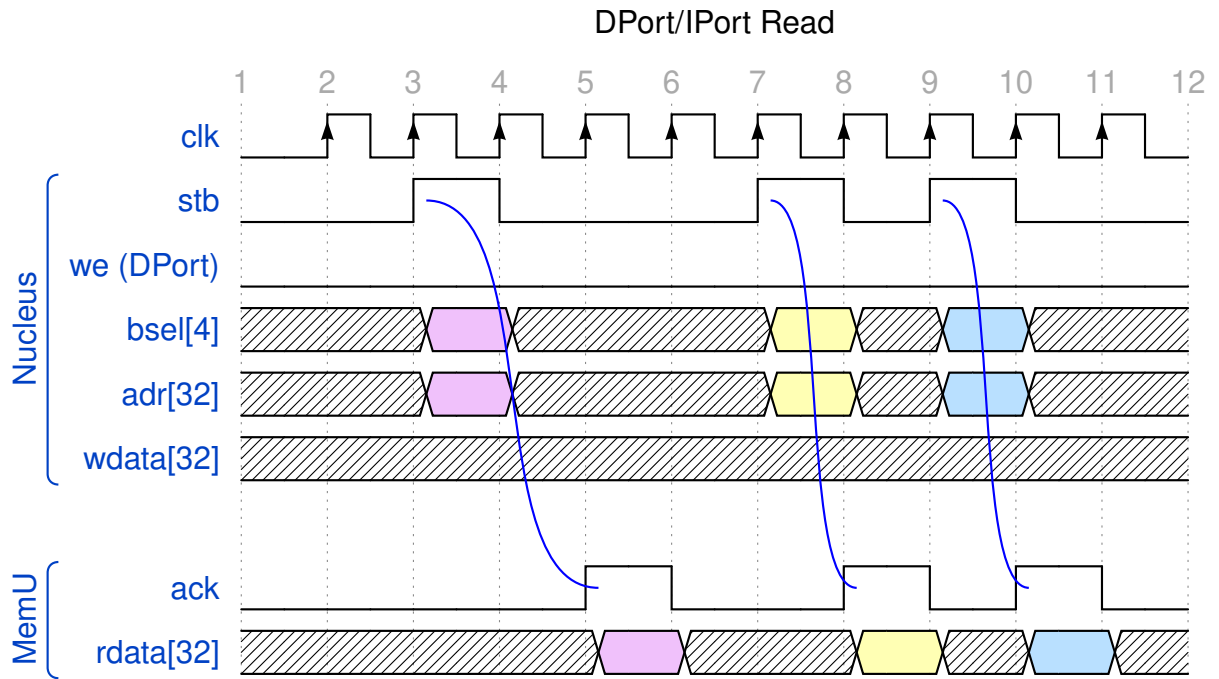 DPort/IPort Read
1 2 3 4 5 6 7 8 9 10 11 12
clk
Nucleus
stb
we (DPort)
bsel[4]
adr[32]
wdata[32]
MemU
ack
rdata[32]